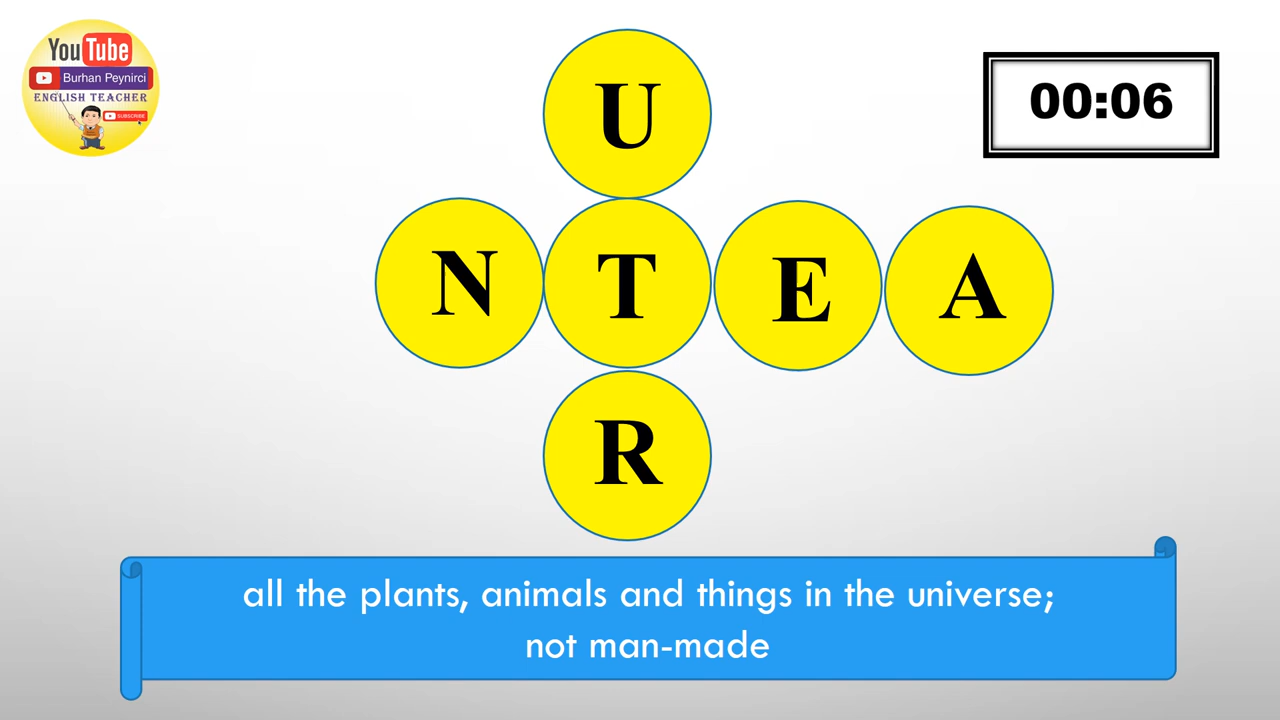 YouTube
Burhan Peynirci
ENGLISH TEACHER
SUBSCRIBE
00:06
U
N T E A
R
all the plants, animals and things in the universe;
not man-made